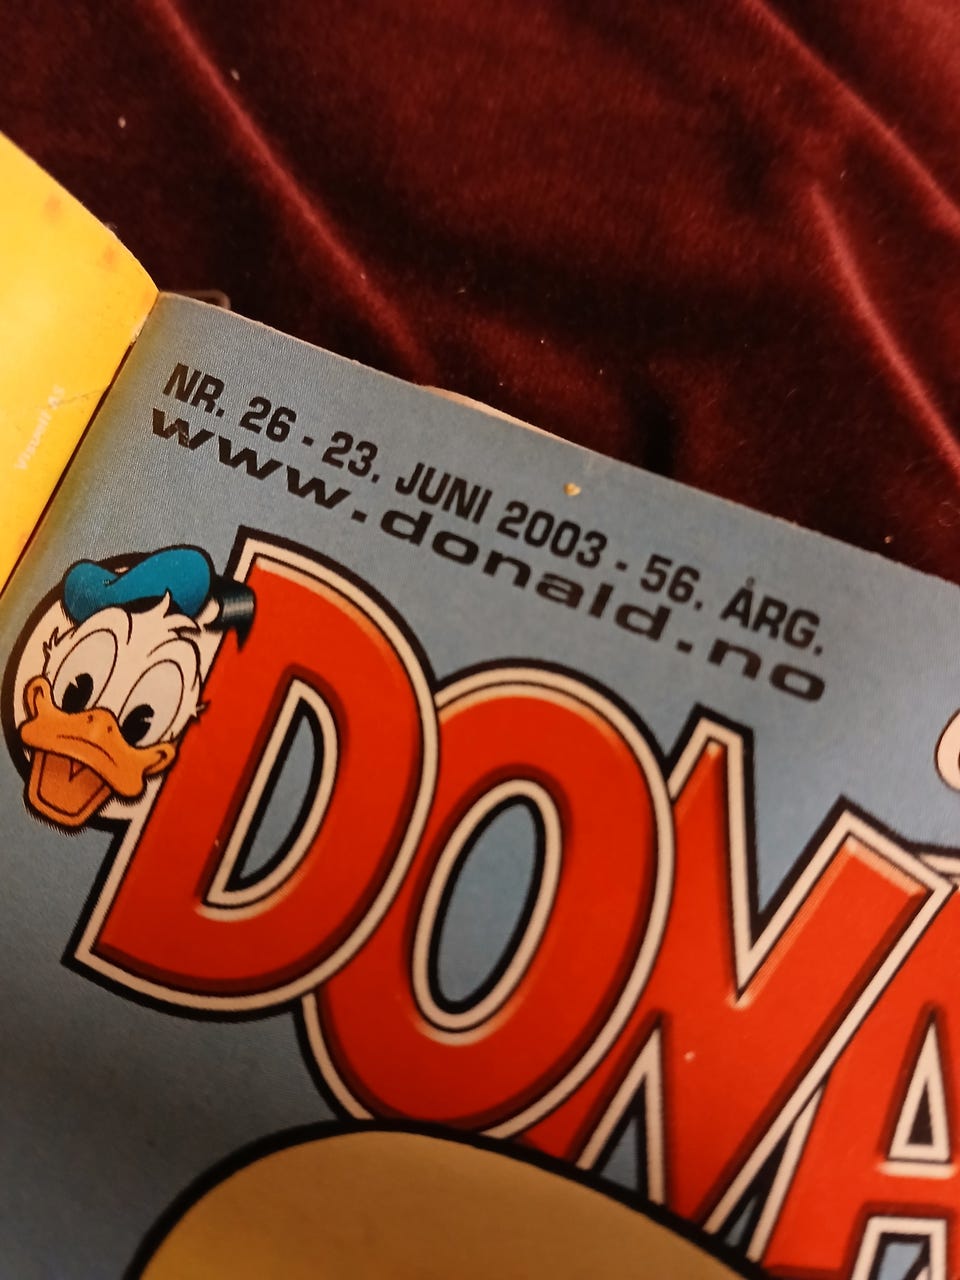 NR. 26 - 23. JUNI 2003 - 56. ÅRG.
www.donald.no
DONA